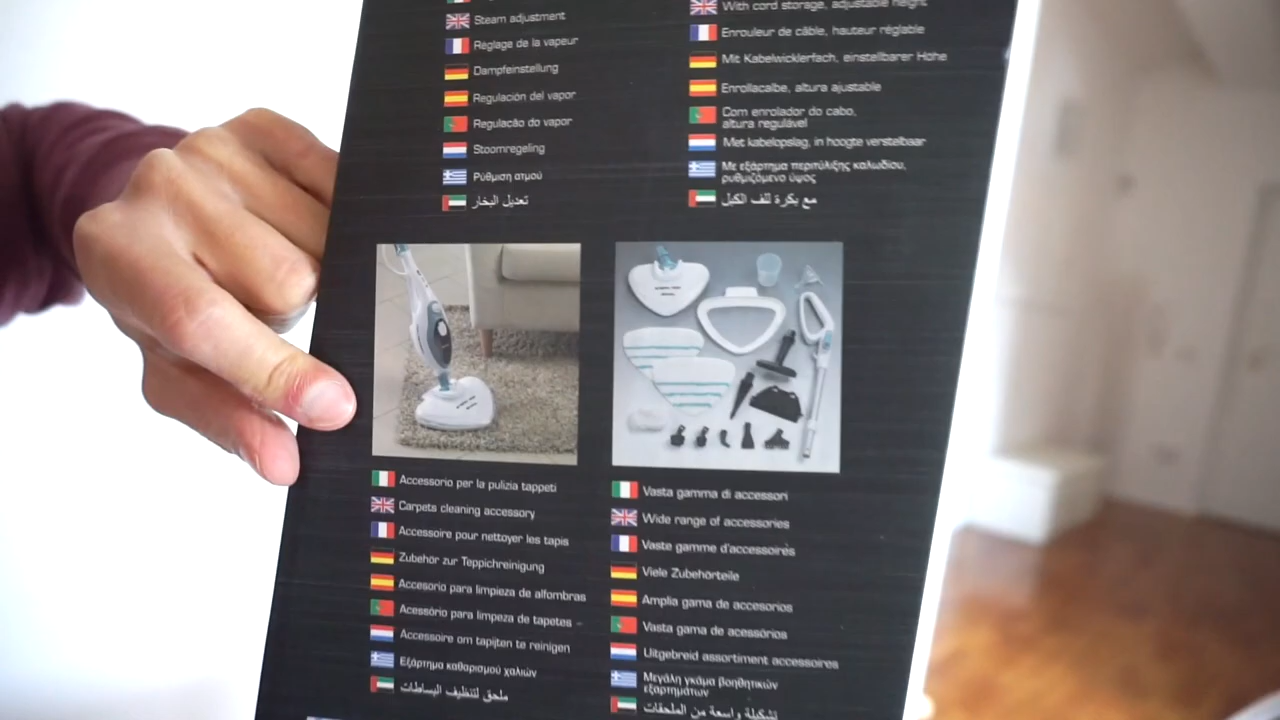 Steam adjustment
Réglage de la vapeur
Dampfeinstellung
Regulación del vapor
Regulacão do vapor
Stoomregeling
Ρύθμιση ατμού
تعديل البخار
With cord storage, adjustable height
Enrouleur de câble, hauteur réglable
Mit Kabelwicklerfach, einstellbarer Höhe
Enrollacalbe, altura ajustable
Com enrolador do cabo,
altura regulável
Met kabelopslag, in hoogte verstelbaar
Με εξάρτημα περιτύλιξης καλωδίου,
ρυθμιζόμενο ύψος
مع بكرة للف الكيل
Accessorio per la pulizia tappeti
Carpets cleaning accessory
Accessoire pour nettoyer les tapis
Zubehör zur Teppichreinigung
Accesorio para limpieza de alfombras
Acessório para limpeza de tapetes -
Accessoire om tapijten te reinigen
Εξάρτημα καθαρισμού χαλιών
ملحق لتنظيف البساطات
Vasta gamma di accessori
Wide range of accessories
Vaste gamme d'accessoires
Viele Zubehörteile
Amplia gama de accesorios
Vasta gama de acessórios
Uitgebreid assortiment accessoires
Μεγάλη γκάμα βοηθητικών
εξαρτημάτων
تشكيلة واسعة من الملحقات